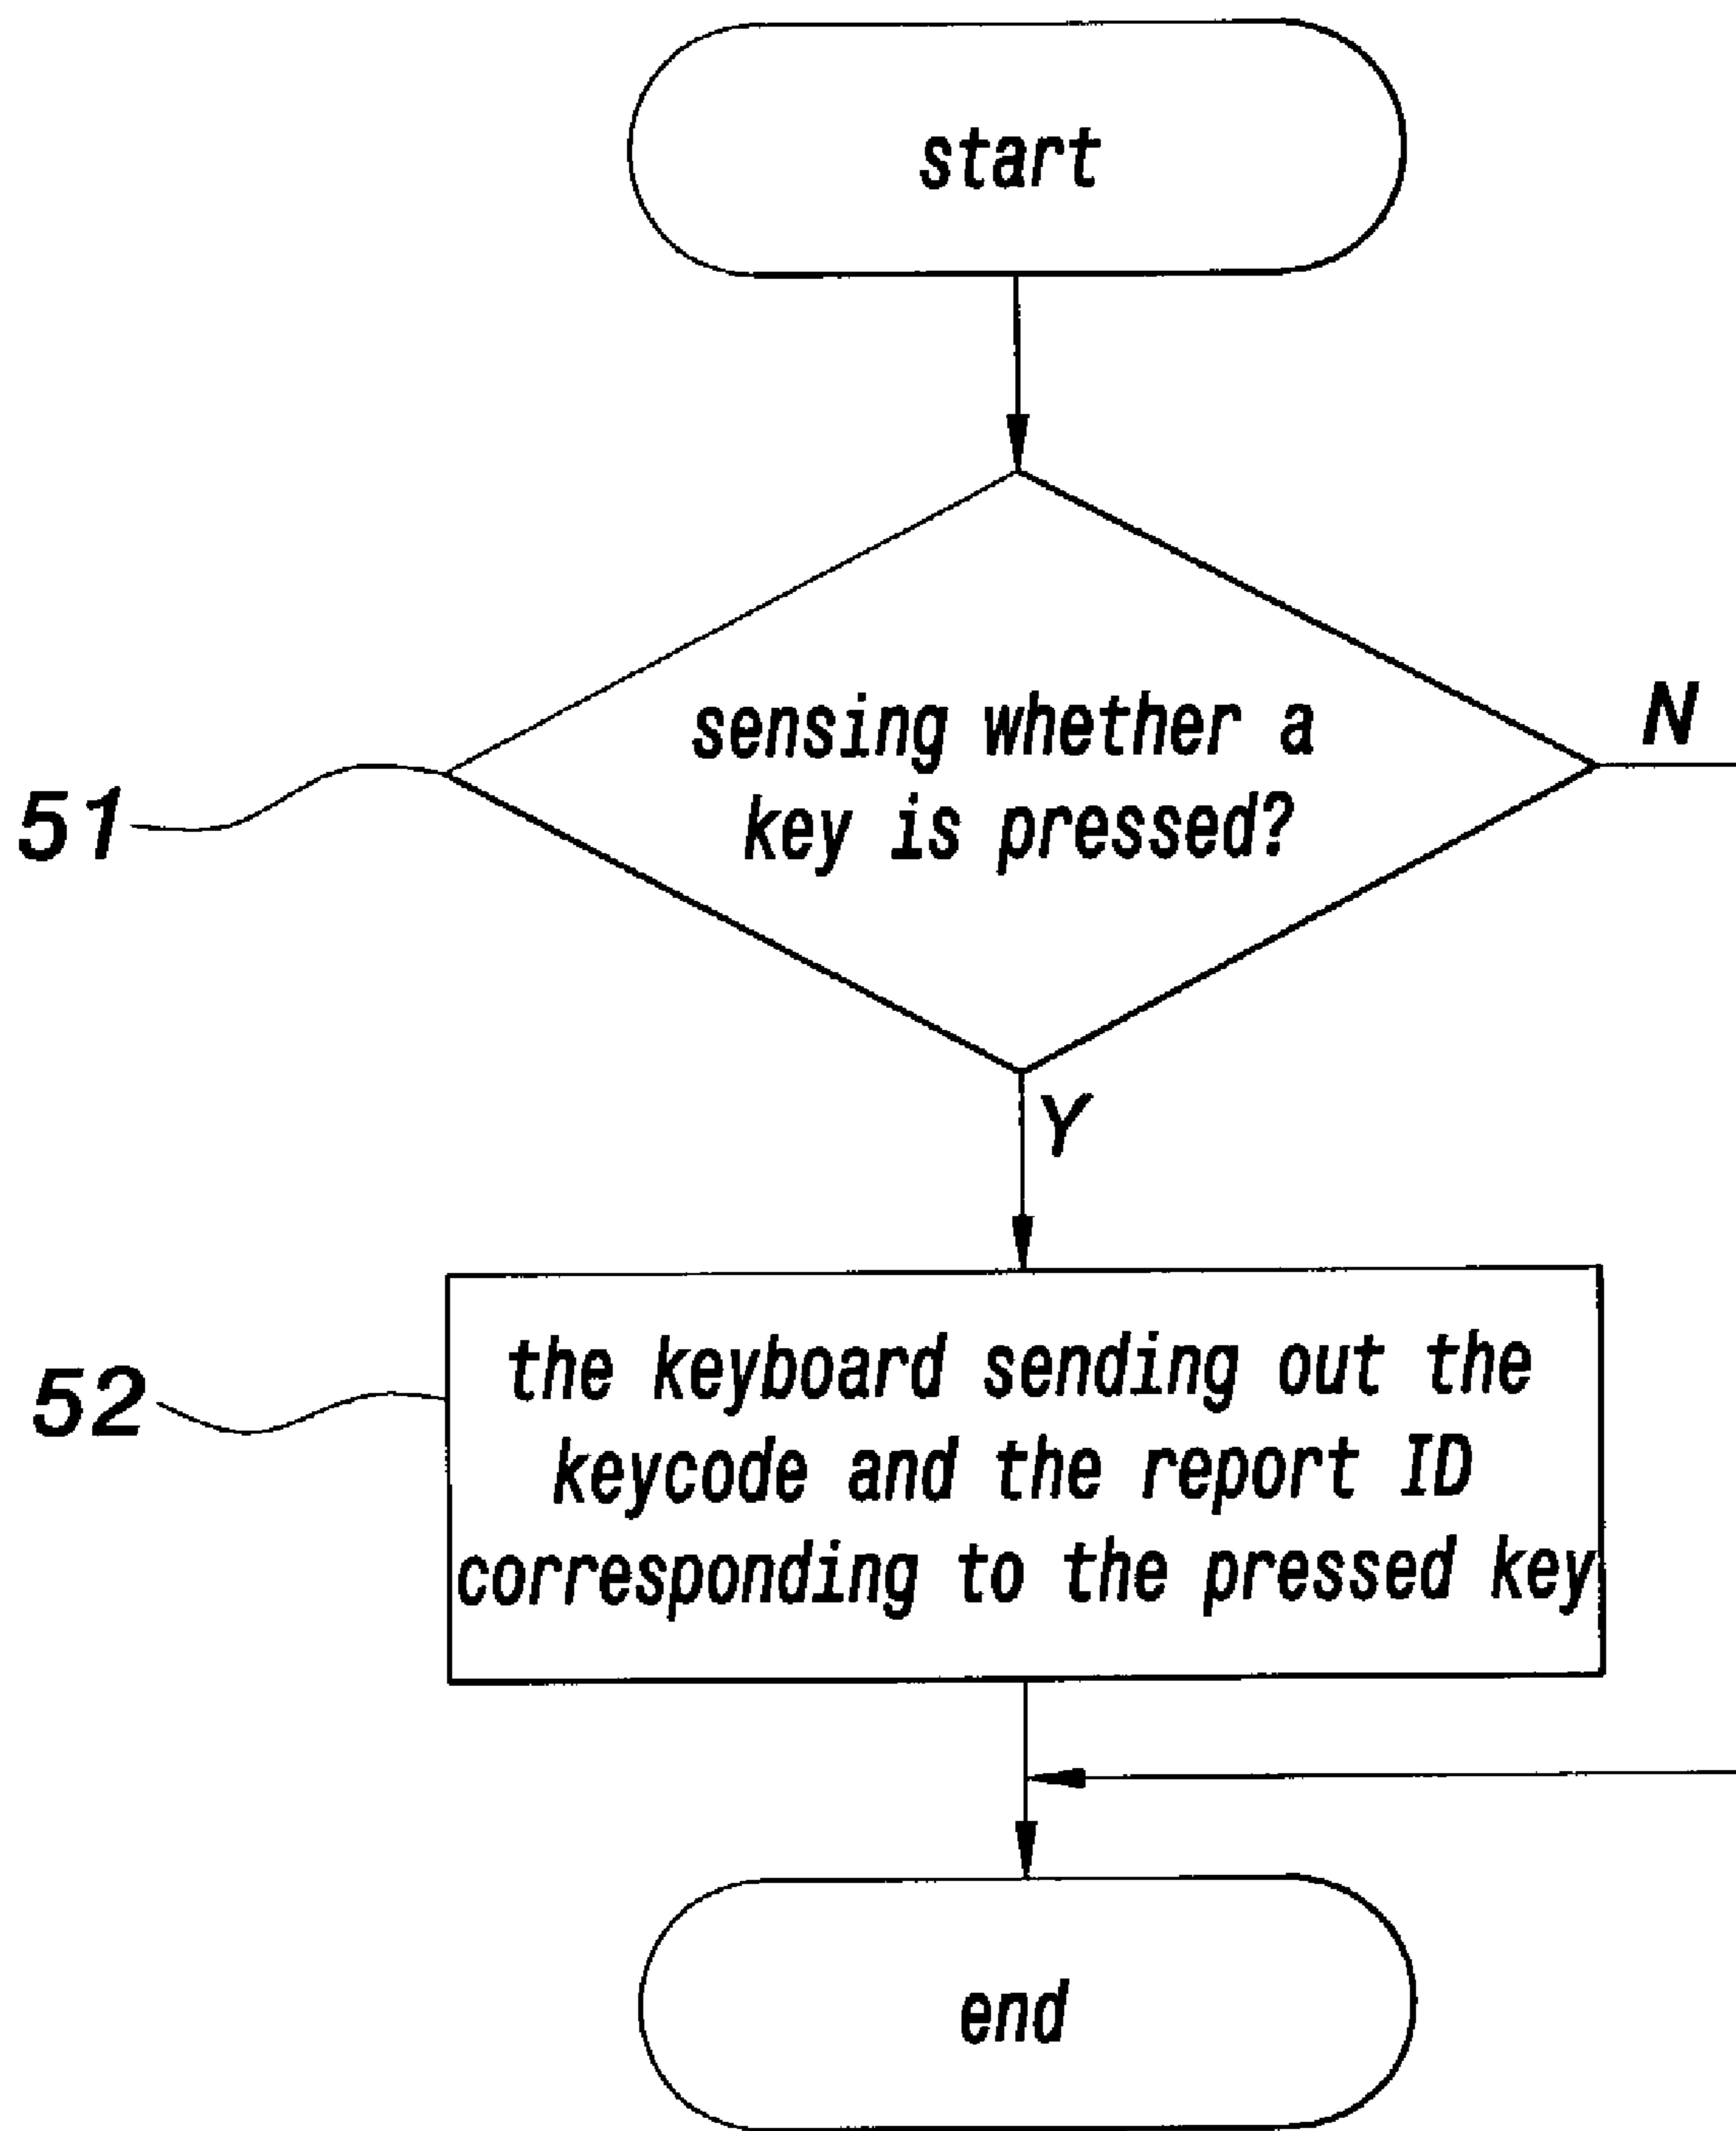 start
sensing whether a
key is pressed?
N
51
Y
the keyboard sending out the
keycode and the report ID
corresponding to the pressed key
52
end